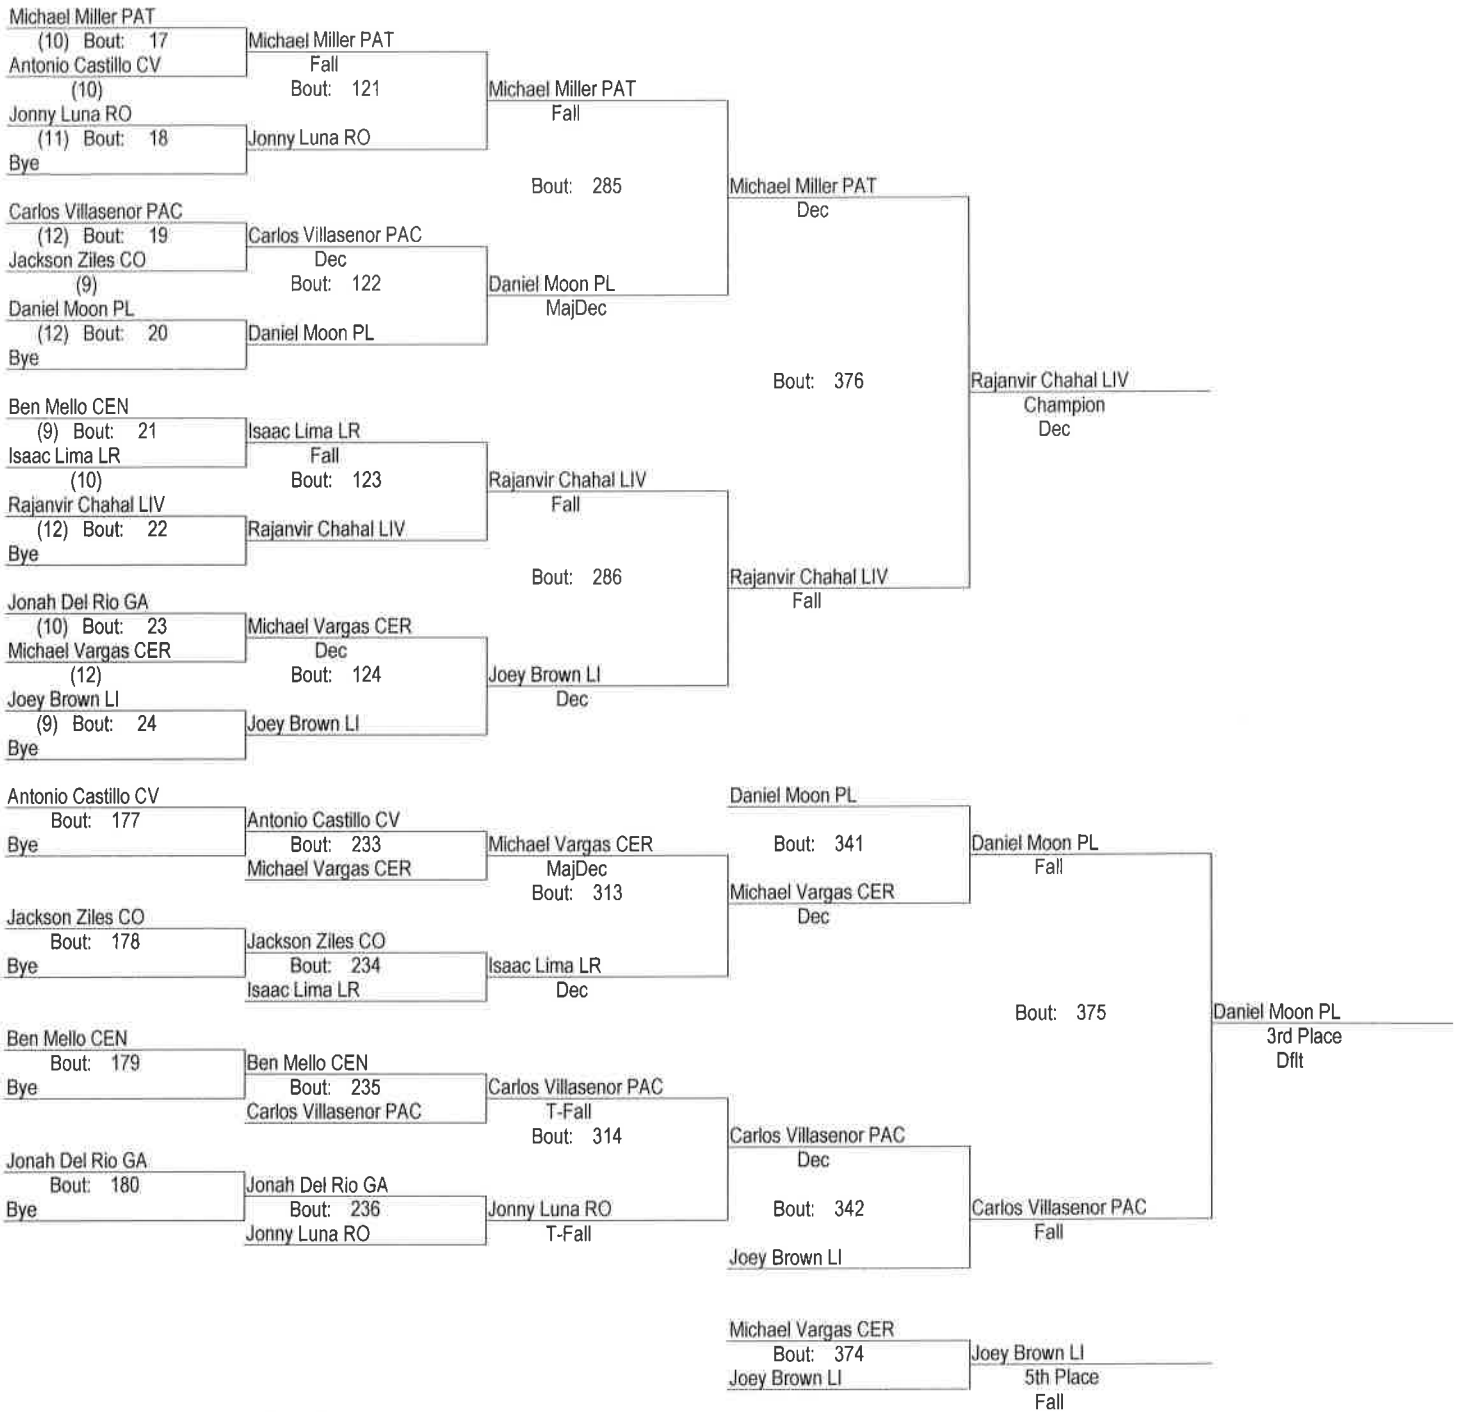 Michael Miller PAT
(10) Bout: 17
Antonio Castillo CV
(10)
Jonny Luna RO
(11) Bout: 18
Bye
Carlos Villasenor PAC
(12) Bout: 19
Jackson Ziles CO
(9)
Daniel Moon PL
(12) Bout: 20
Bye
Ben Mello CEN
(9) Bout: 21
Isaac Lima LR
(10)
Rajanvir Chahal LIV
(12) Bout: 22
Bye
Jonah Del Rio GA
(10) Bout: 23
Michael Vargas CER
(12)
Joey Brown LI
(9) Bout: 24
Bye
Michael Miller PAT
Fall
Bout: 121
Jonny Luna RO
Carlos Villasenor PAC
Dec
Bout: 122
Daniel Moon PL
Isaac Lima LR
Fall
Bout: 123
Rajanvir Chahal LIV
Michael Vargas CER
Dec
Bout: 124
Joey Brown LI
Michael Miller PAT
Fall
Bout: 285
Daniel Moon PL
MajDec
Rajanvir Chahal LIV
Fall
Bout: 286
Joey Brown LI
Dec
Michael Miller PAT
Dec
Bout: 376
Rajanvir Chahal LIV
Fall
Rajanvir Chahal LIV
Champion
Dec
Antonio Castillo CV
Bout: 177
Bye
Jackson Ziles CO
Bout: 178
Bye
Ben Mello CEN
Bout: 179
Bye
Jonah Del Rio GA
Bout: 180
Bye
Antonio Castillo CV
Bout: 233
Michael Vargas CER
Jackson Ziles CO
Bout: 234
Isaac Lima LR
Ben Mello CEN
Bout: 235
Carlos Villasenor PAC
Jonah Del Rio GA
Bout: 236
Jonny Luna RO
Michael Vargas CER
MajDec
Bout: 313
Isaac Lima LR
Dec
Carlos Villasenor PAC
T-Fall
Bout: 314
Jonny Luna RO
T-Fall
Daniel Moon PL
Bout: 341
Michael Vargas CER
Dec
Carlos Villasenor PAC
Dec
Bout: 342
Joey Brown LI
Daniel Moon PL
Fall
Bout: 375
Carlos Villasenor PAC
Fall
Daniel Moon PL
3rd Place
Dflt
Michael Vargas CER
Bout: 374
Joey Brown LI
Joey Brown LI
5th Place
Fall